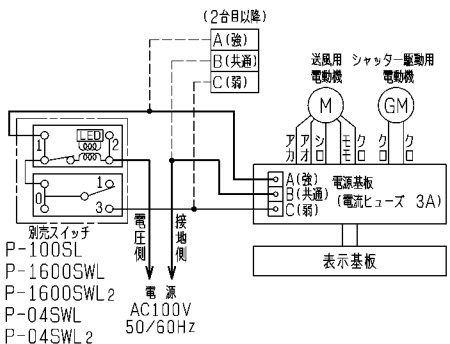 (2台目以降)
A(強)
B(共通)
C(弱)
送風用
電動機
シャッター駆動用
電動機
M
GM
アカ
アオ
シロ
モモ
クロ
クロ
クロ
LED
1
2
0
1
3
A(強)
B(共通)
C(弱)
電源基板
(電流ヒューズ 3A)
表示基板
電圧側
接地側
電源
AC100V
50/60Hz
別売スイッチ
P-100SL
P-1600SWL
P-1600SWL2
P-04SWL
P-04SWL2